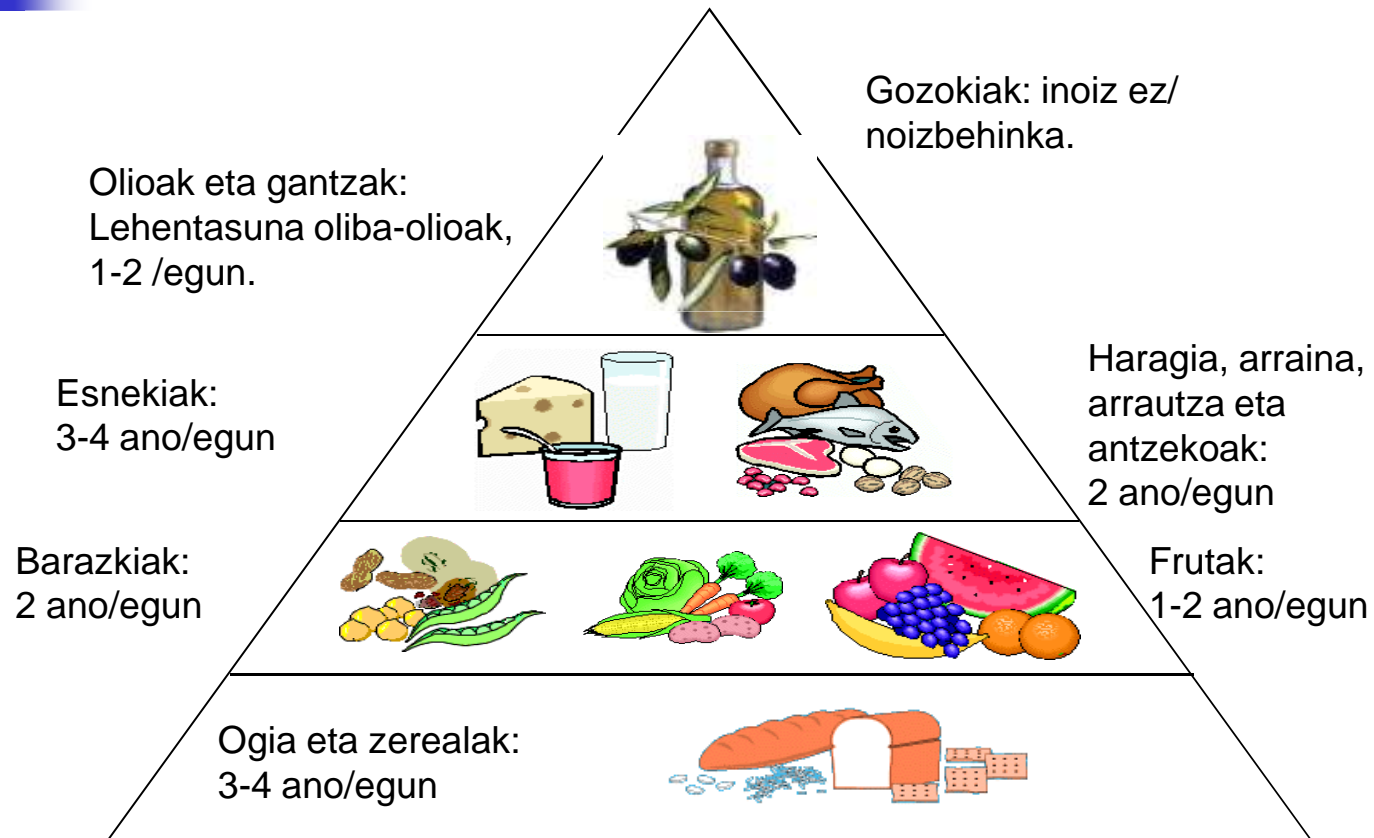 Gozokiak: inoiz ez/
noizbehinka.
Olioak eta gantzak:
Lehentasuna oliba-olioak,
1-2 /egun.
Esnekiak:
3-4 ano/egun
Haragia, arraina,
arrautza eta
antzekoak:
2 ano/egun
Barazkiak:
2 ano/egun
Frutak:
1-2 ano/egun
Ogia eta zerealak:
3-4 ano/egun